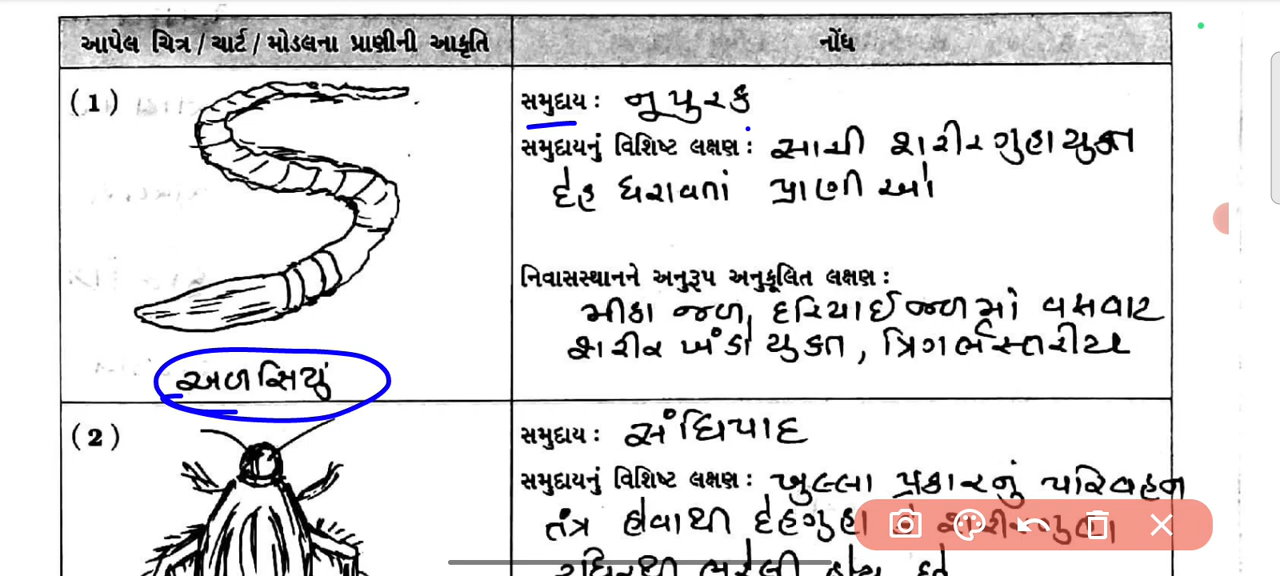 આપેલ ચિત્ર / ચાર્ટ / મોડલના પ્રાણીની આકૃતિ
નોંધ
(1)
સમુદાય : નૂપુરક
સમુદાયનું વિશિષ્ટ લક્ષણ : સાચી શરીરગુહાયુક્ત
દેહ ધરાવતાં પ્રાણીઓ
નિવાસસ્થાનને અનુરૂપ અનુકૂલિત લક્ષણ :
મીઠા જળ, દરિયાઈ જળમાં વસવાટ
શરીર ખંડો યુક્ત, ત્રિગર્ભસ્તરીય
અળસિયું
(2)
સમુદાય : સંધિપાદ
સમુદાયનું વિશિષ્ટ લક્ષણ : ખુલ્લા પ્રકારનું પરિવહન
તંત્ર હોવાથી દેહગુહા